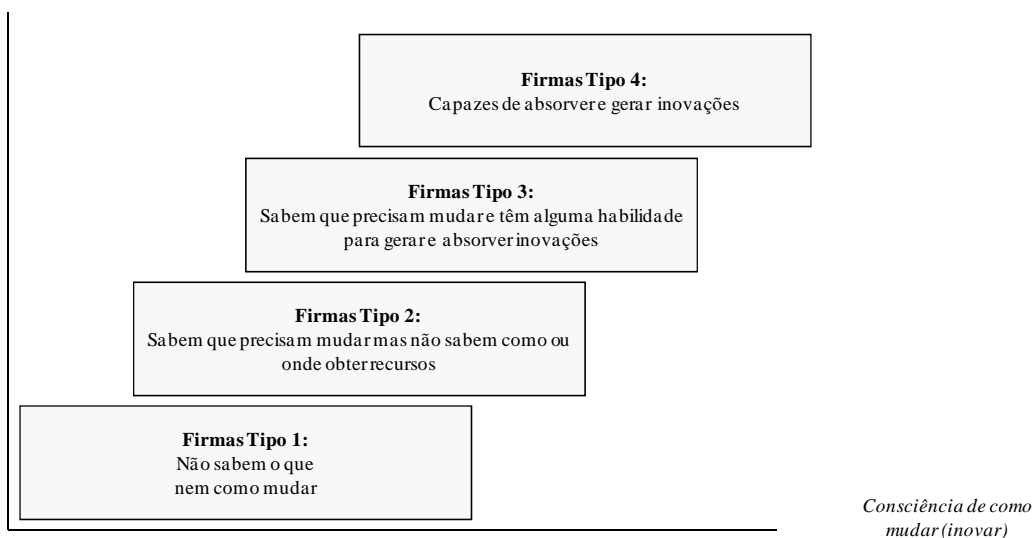 Firmas Tipo 4:
Capazes de absorver e gerar inovações
Firmas Tipo 3:
Sabem que precisam mudar e têm alguma habilidade
para gerar e absorver inovações
Firmas Tipo 2:
Sabem que precisam mudar mas não sabem como ou
onde obter recursos
Firmas Tipo 1:
Não sabem o que
nem como mudar
Consciência de como
mudar (inovar)